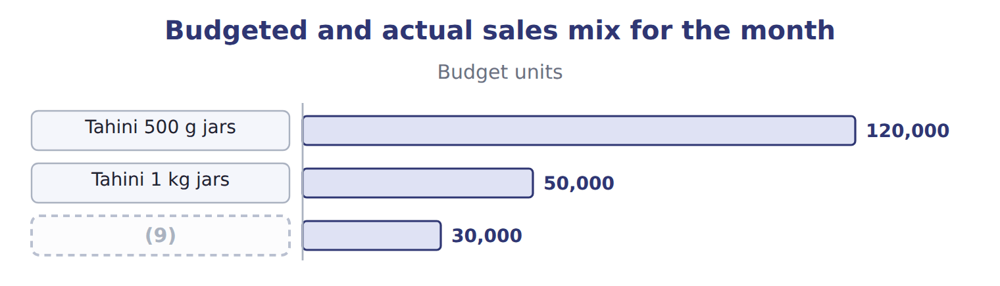 Budgeted and actual sales mix for the month
Budget units
Tahini 500 g jars
120,000
Tahini 1 kg jars
50,000
(9)
30,000